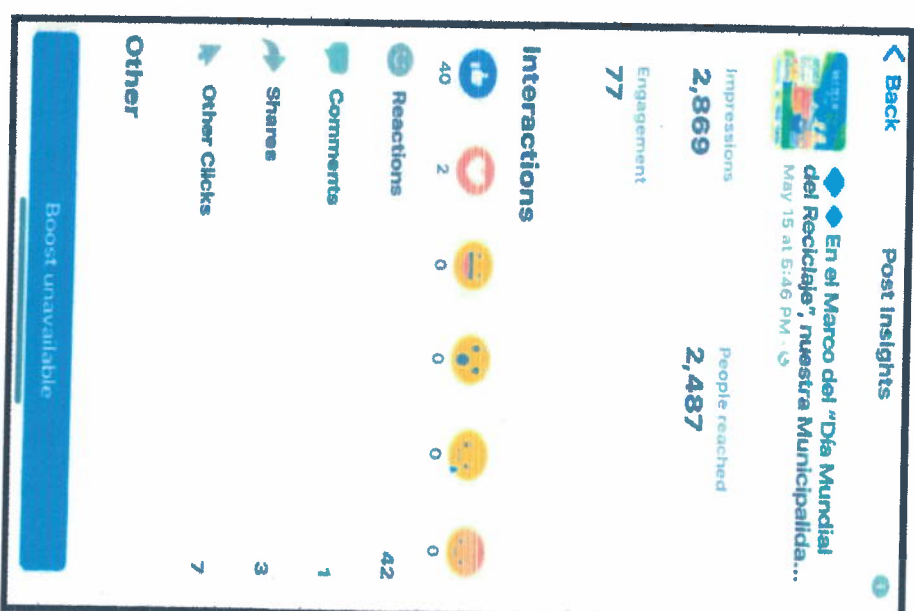 Back
Post Insights
En el Marco del "Día Mundial
del Reciclaje", nuestra Municipalida...
May 15 at 5:46 PM
Impressions
2,869
People reached
2,487
Engagement
77
Interactions
40 2 0 0 0 0
Reactions 42
Comments 1
Shares 3
Other Clicks 7
Other
Boost unavailable